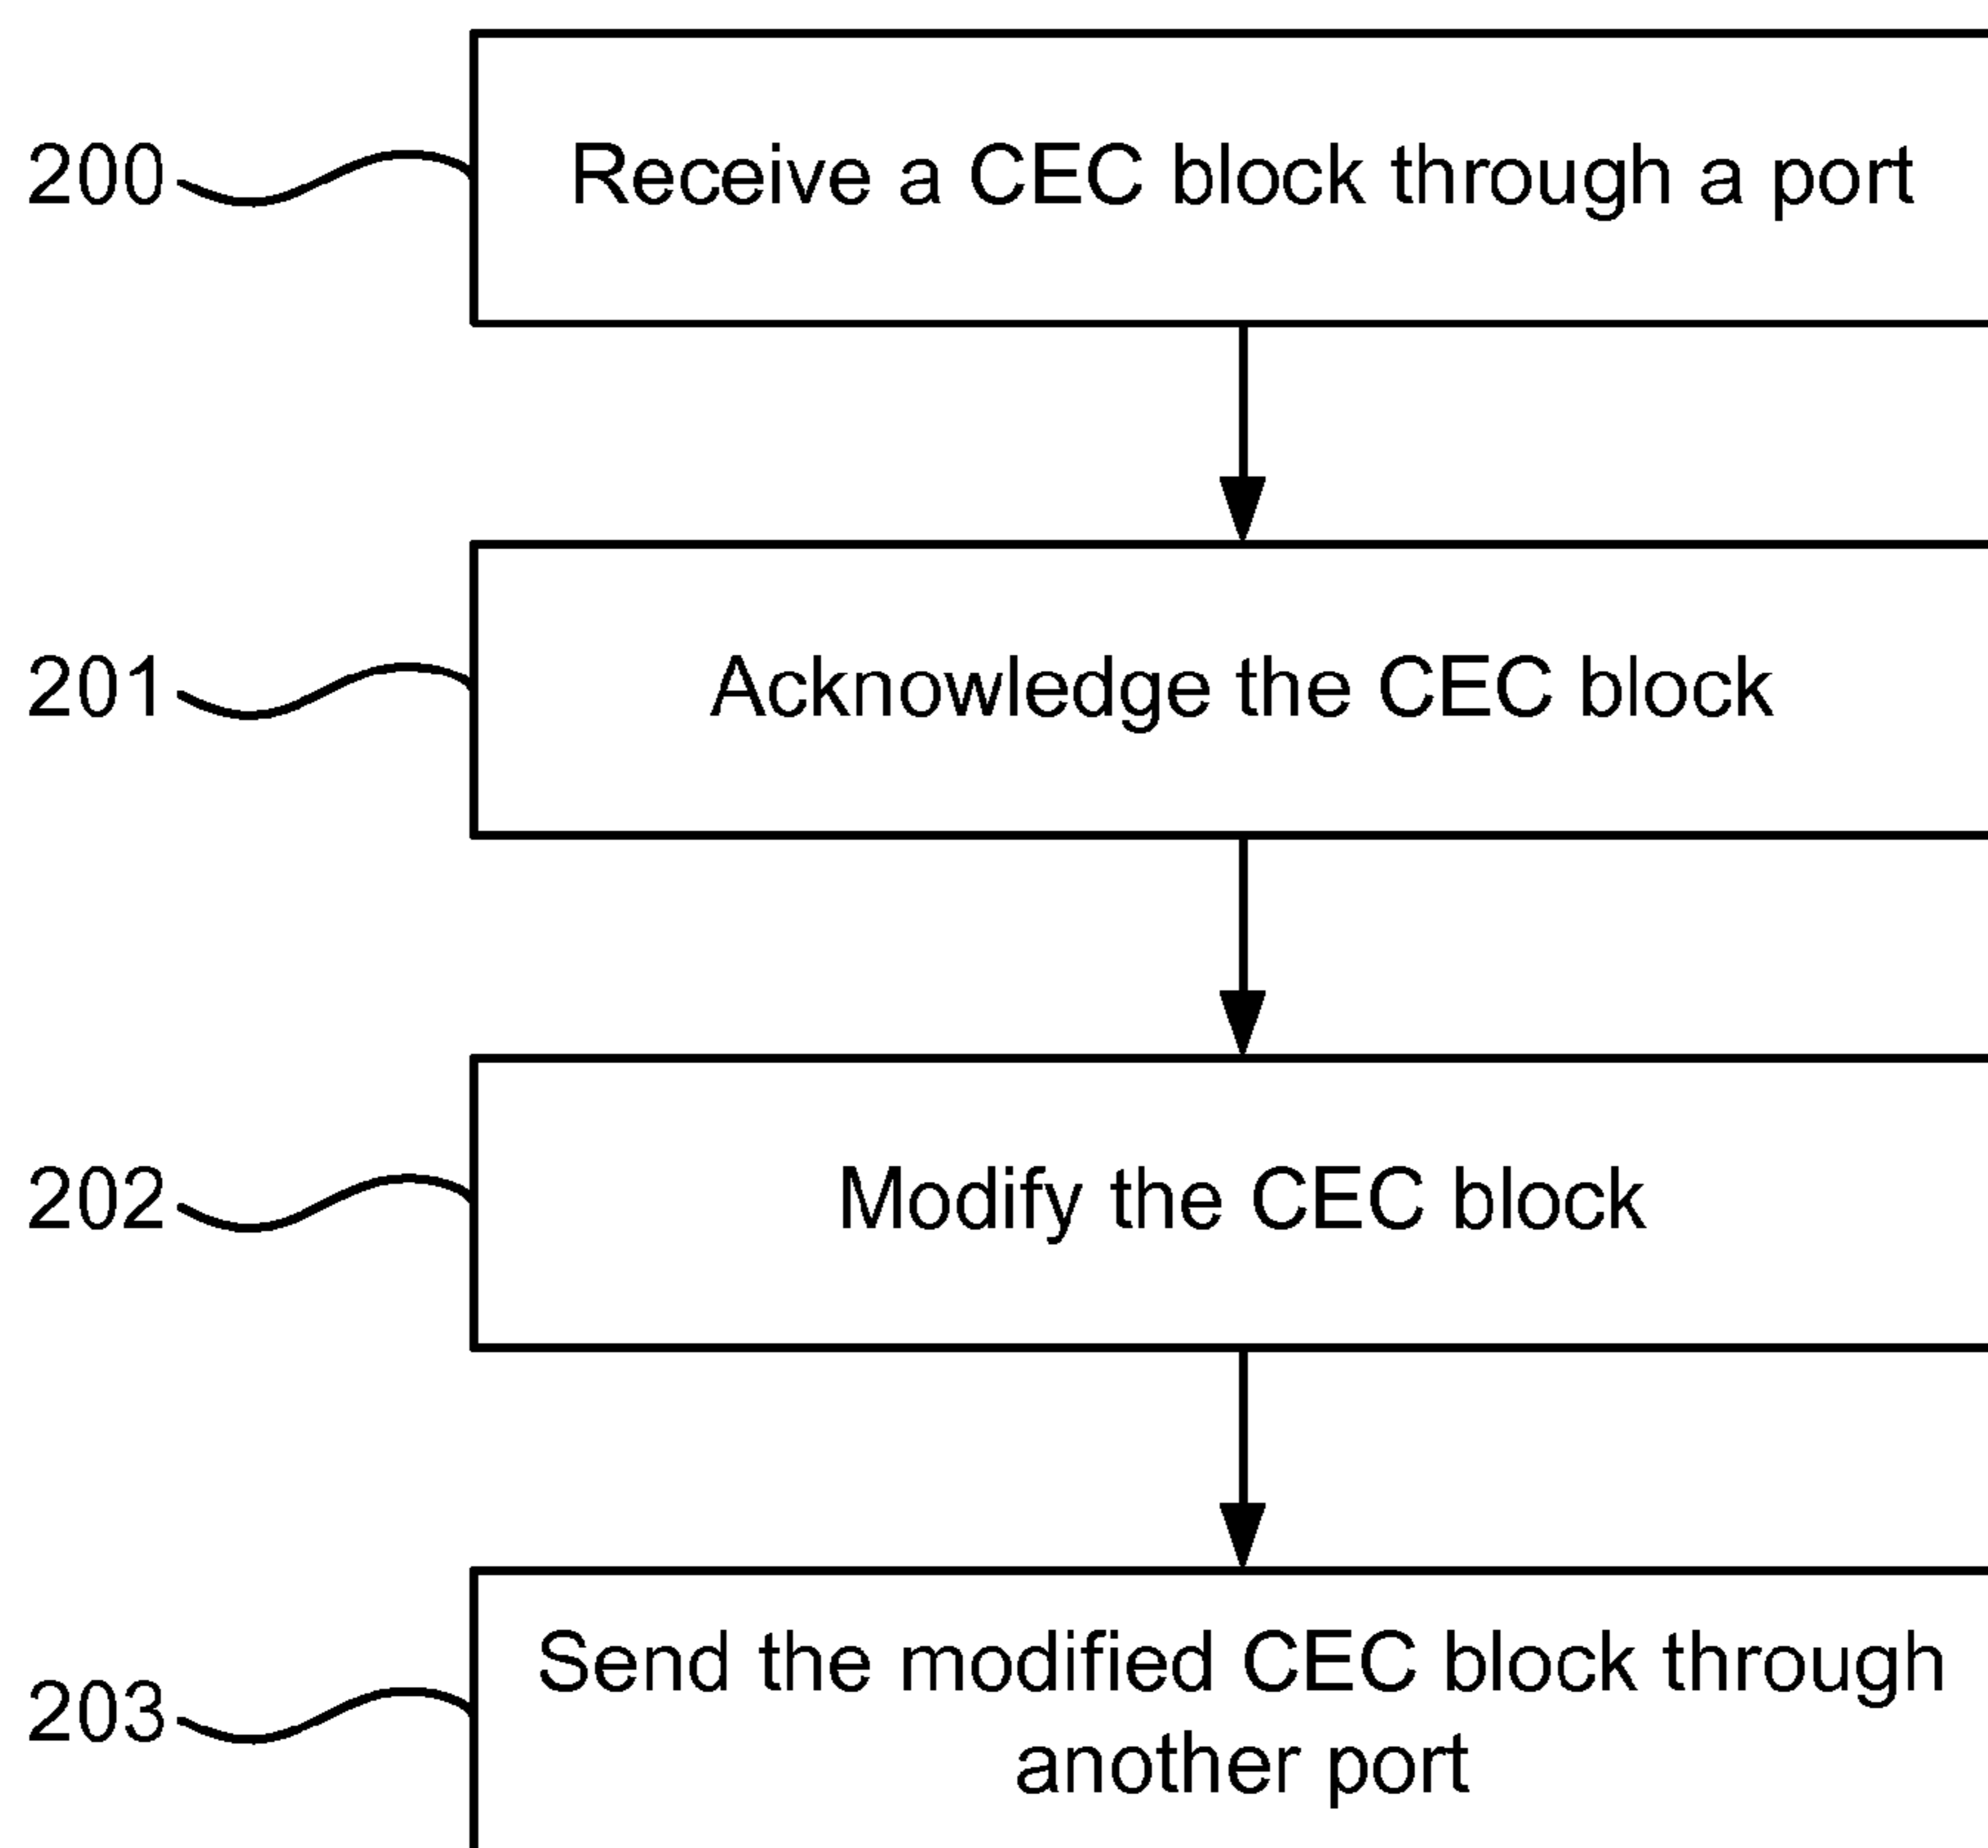 200
Receive a CEC block through a port
201
Acknowledge the CEC block
202
Modify the CEC block
203
Send the modified CEC block through
another port